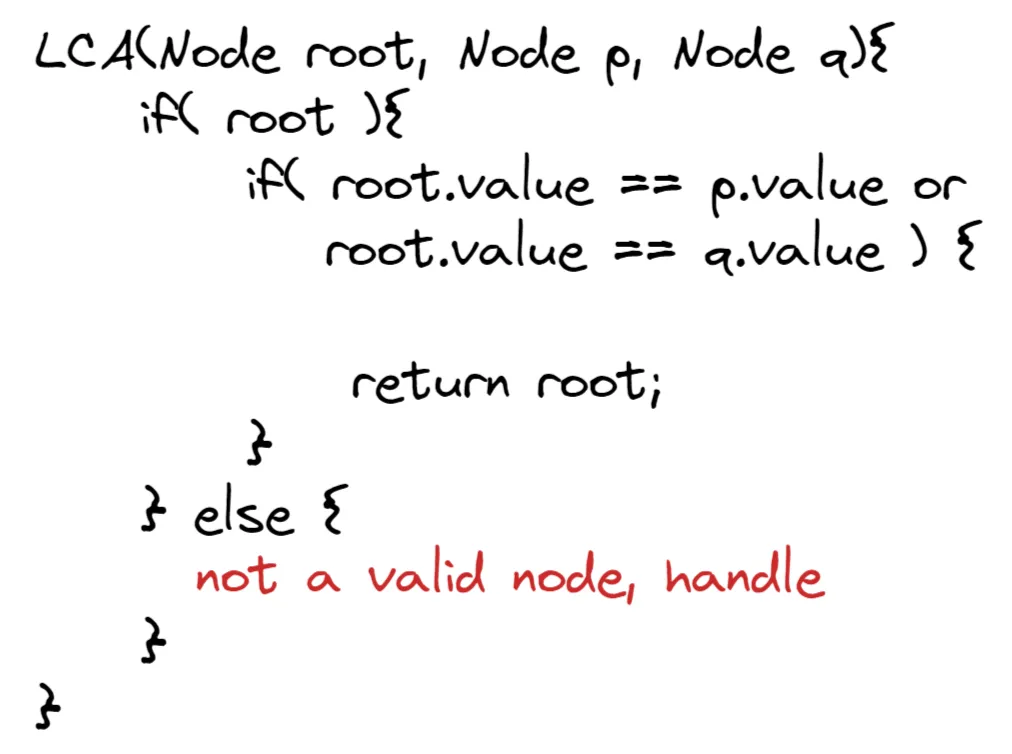 LCA(Node root, Node p, Node q){
if( root ){
if( root.value == p.value or
root.value == q.value ) {
return root;
}
} else {
not a valid node, handle
}
}